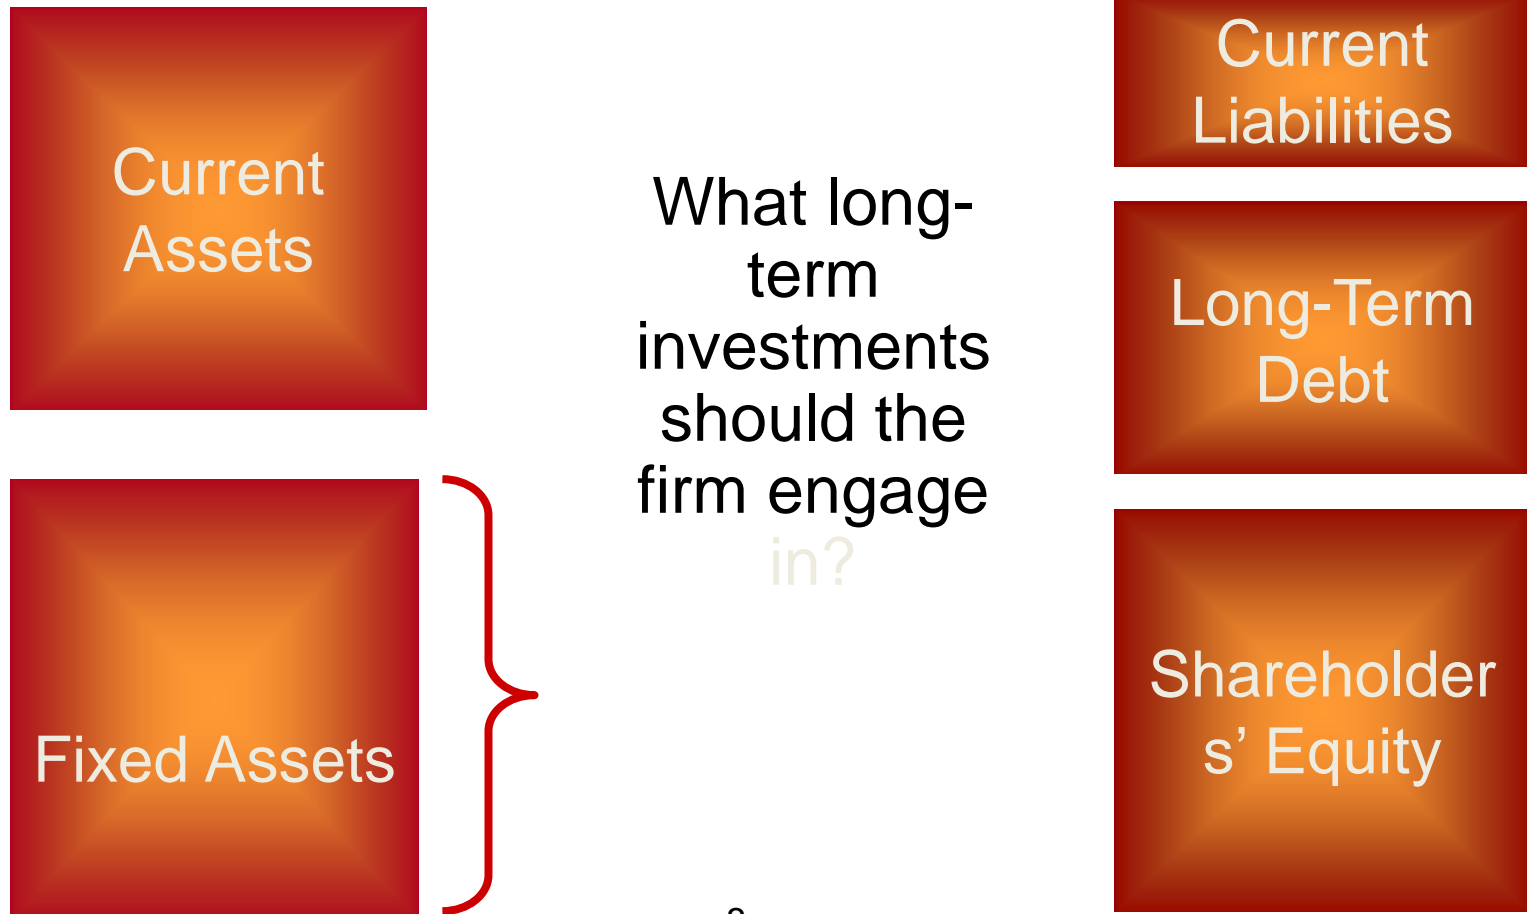 Current
Assets
Fixed Assets
What long-
term
investments
should the
firm engage
in?
Current
Liabilities
Long-Term
Debt
Shareholder
s’ Equity